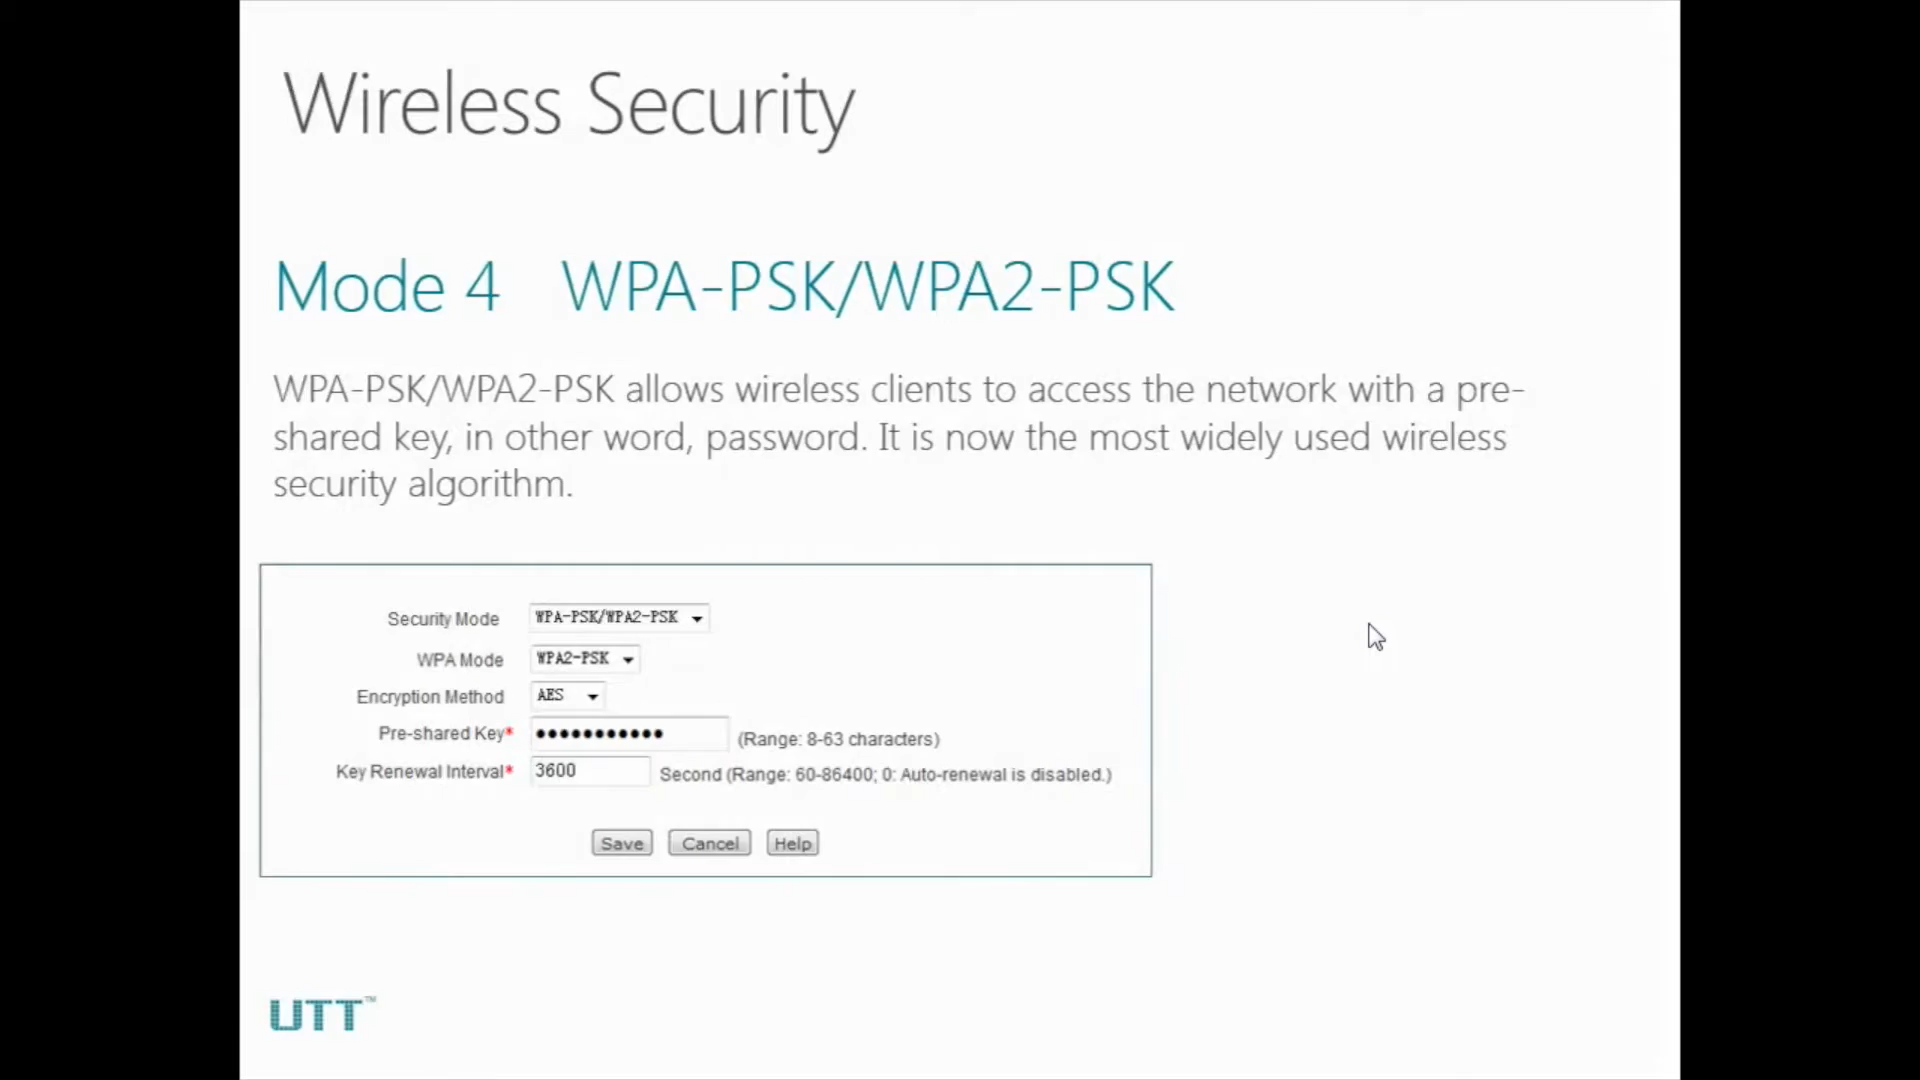 Wireless Security
Mode 4 WPA-PSK/WPA2-PSK
WPA-PSK/WPA2-PSK allows wireless clients to access the network with a pre-
shared key, in other word, password. It is now the most widely used wireless
security algorithm.
Security Mode WPA-PSK/WPA2-PSK
WPA Mode WPA2-PSK
Encryption Method AES
Pre-shared Key* ••••••••••• (Range: 8-63 characters)
Key Renewal Interval* 3600 Second (Range: 60-86400; 0: Auto-renewal is disabled.)
Save Cancel Help
UTT™